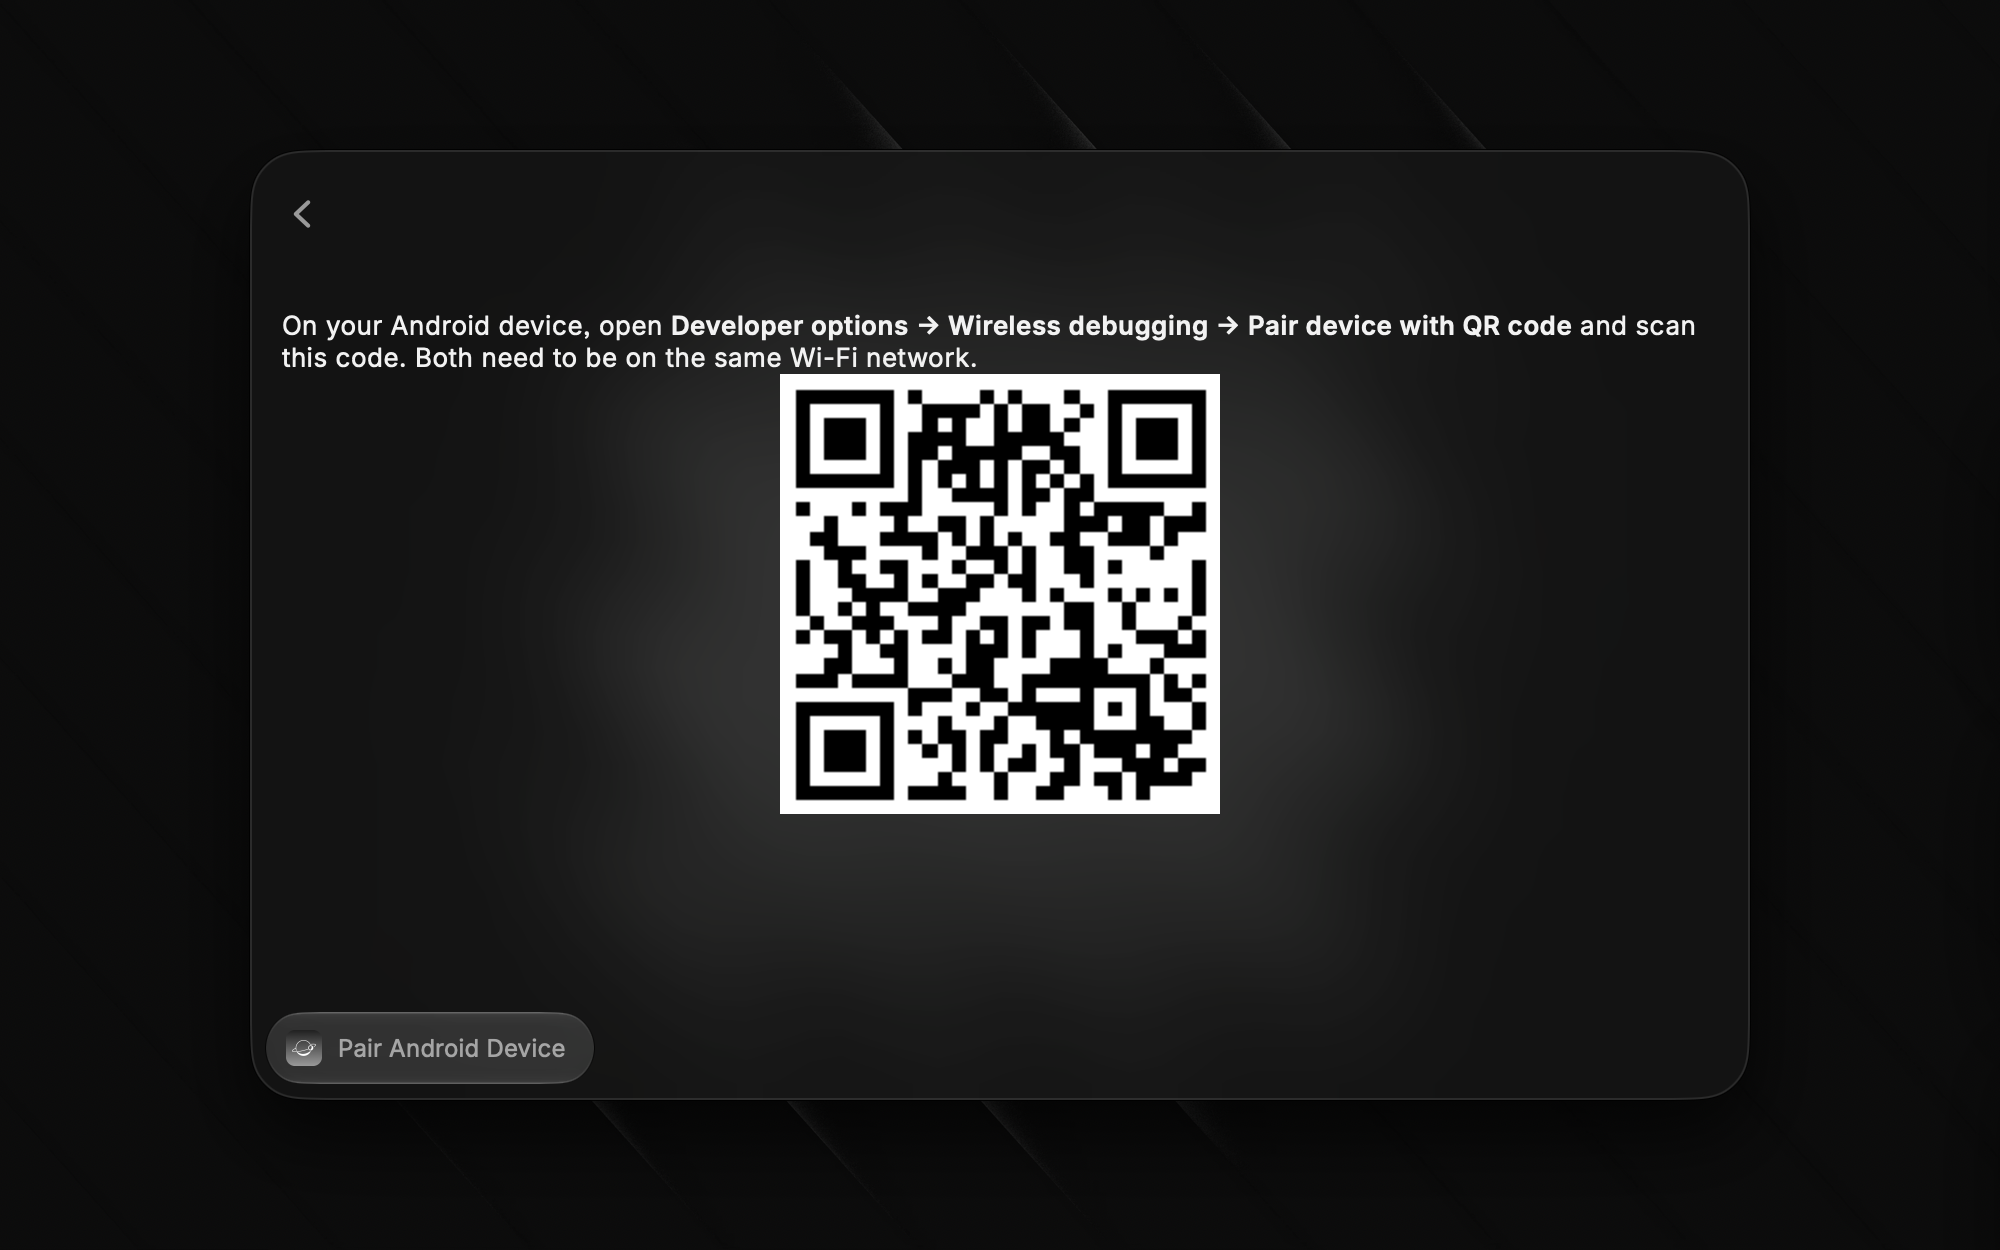 On your Android device, open Developer options → Wireless debugging → Pair device with QR code and scan
this code. Both need to be on the same Wi-Fi network.
Pair Android Device